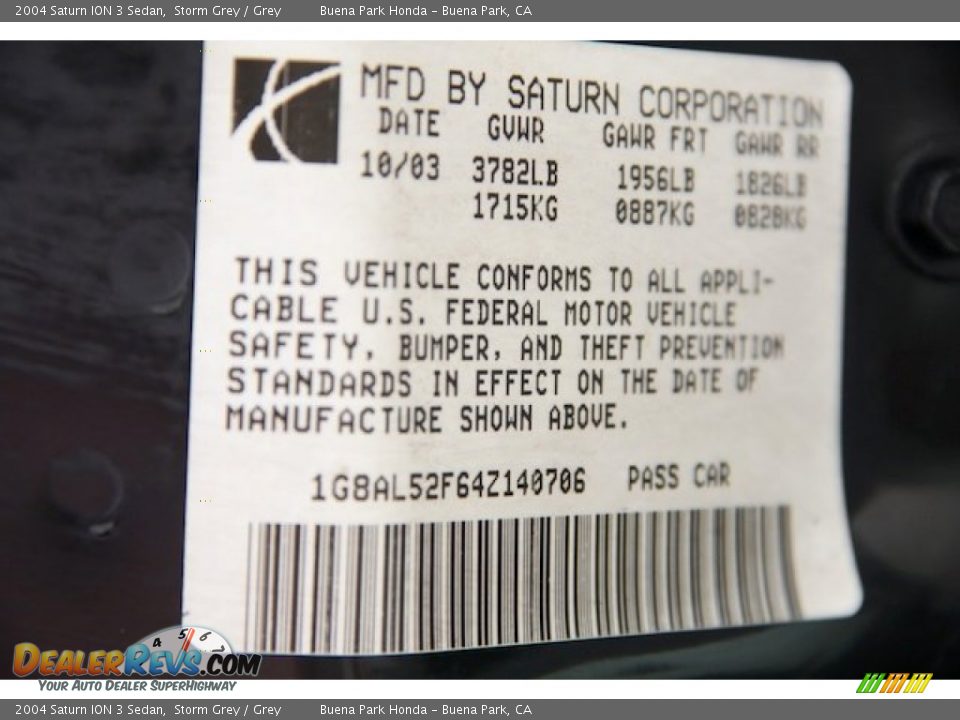 2004 Saturn ION 3 Sedan, Storm Grey / Grey Buena Park Honda - Buena Park, CA
MFD BY SATURN CORPORATION
DATE GVWR GAWR FRT GAWR RR
10/03 3782LB 1956LB 1826LB
1715KG 0887KG 0828KG
THIS VEHICLE CONFORMS TO ALL APPLI-
CABLE U.S. FEDERAL MOTOR VEHICLE
SAFETY, BUMPER, AND THEFT PREVENTION
STANDARDS IN EFFECT ON THE DATE OF
MANUFACTURE SHOWN ABOVE.
1G8AL52F64Z140706 PASS CAR
4 5 6 7
DealerRevs.com
Your Auto Dealer SuperHighway
2004 Saturn ION 3 Sedan, Storm Grey / Grey Buena Park Honda - Buena Park, CA